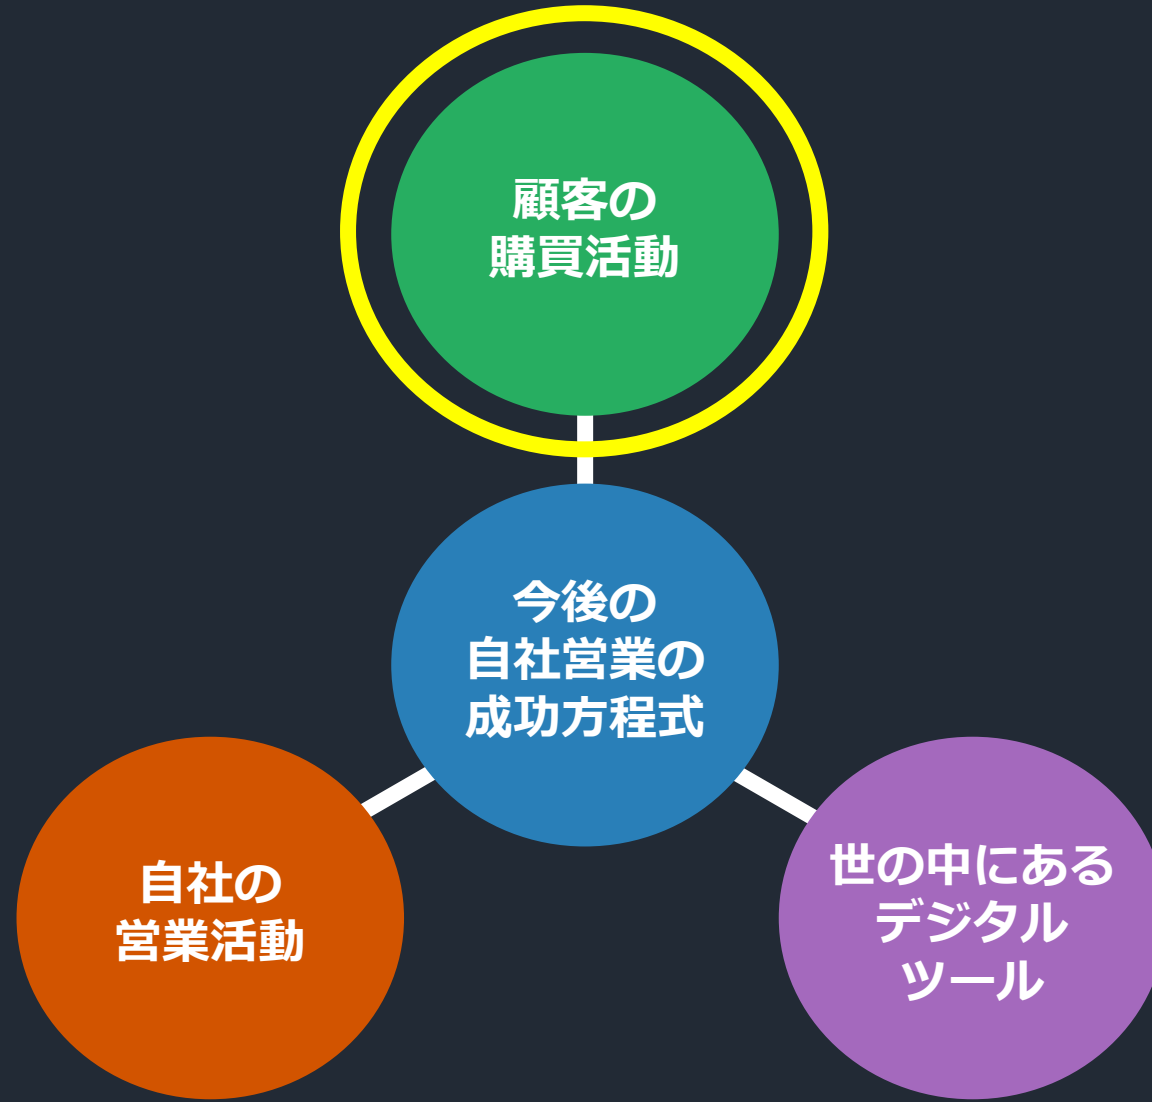 顧客の
購買活動
今後の
自社営業の
成功方程式
自社の
営業活動
世の中にある
デジタル
ツール